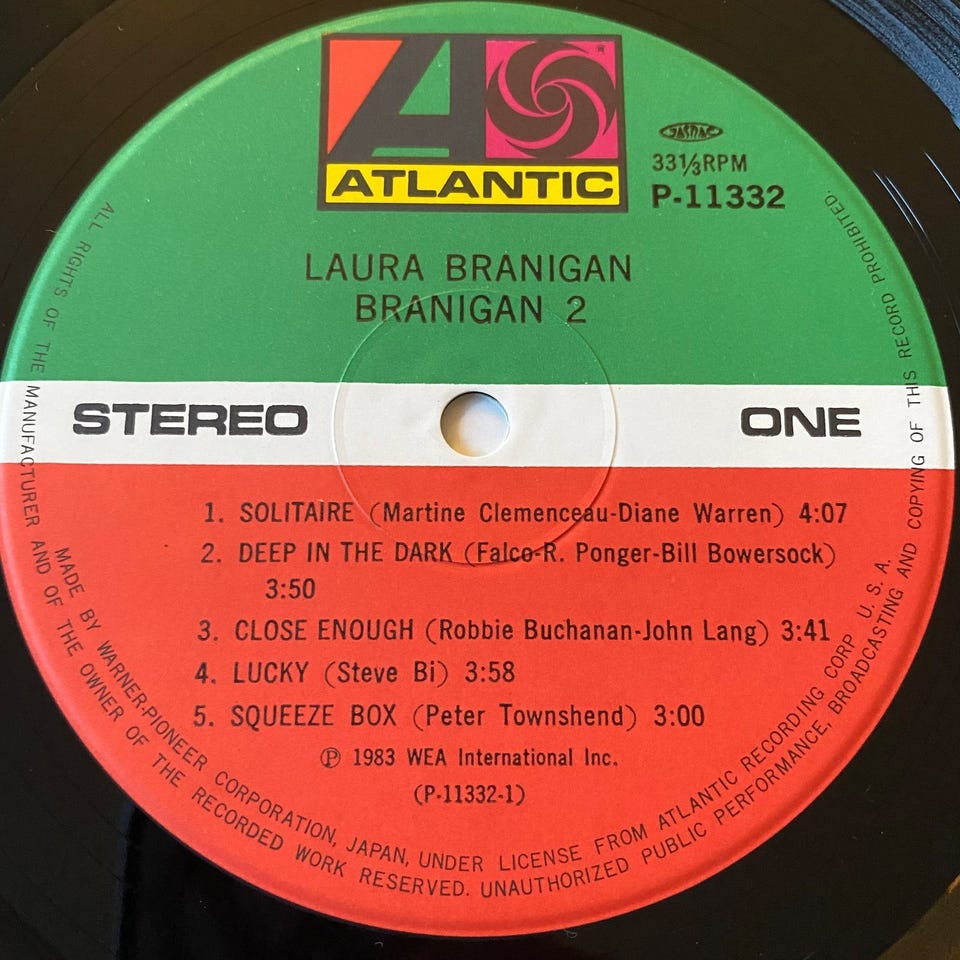 ATLANTIC
®
JASRAC
33⅓RPM
P-11332
LAURA BRANIGAN
BRANIGAN 2
STEREO
ONE
1. SOLITAIRE (Martine Clemenceau-Diane Warren) 4:07
2. DEEP IN THE DARK (Falco-R. Ponger-Bill Bowersock)
3:50
3. CLOSE ENOUGH (Robbie Buchanan-John Lang) 3:41
4. LUCKY (Steve Bi) 3:58
5. SQUEEZE BOX (Peter Townshend) 3:00
Ⓟ 1983 WEA International Inc.
(P-11332-1)
MADE BY WARNER-PIONEER CORPORATION, JAPAN, UNDER LICENSE FROM ATLANTIC RECORDING CORP U. S. A.
ALL RIGHTS OF THE MANUFACTURER AND OF THE OWNER OF THE RECORDED WORK RESERVED. UNAUTHORIZED PUBLIC PERFORMANCE, BROADCASTING AND COPYING OF THIS RECORD PROHIBITED.